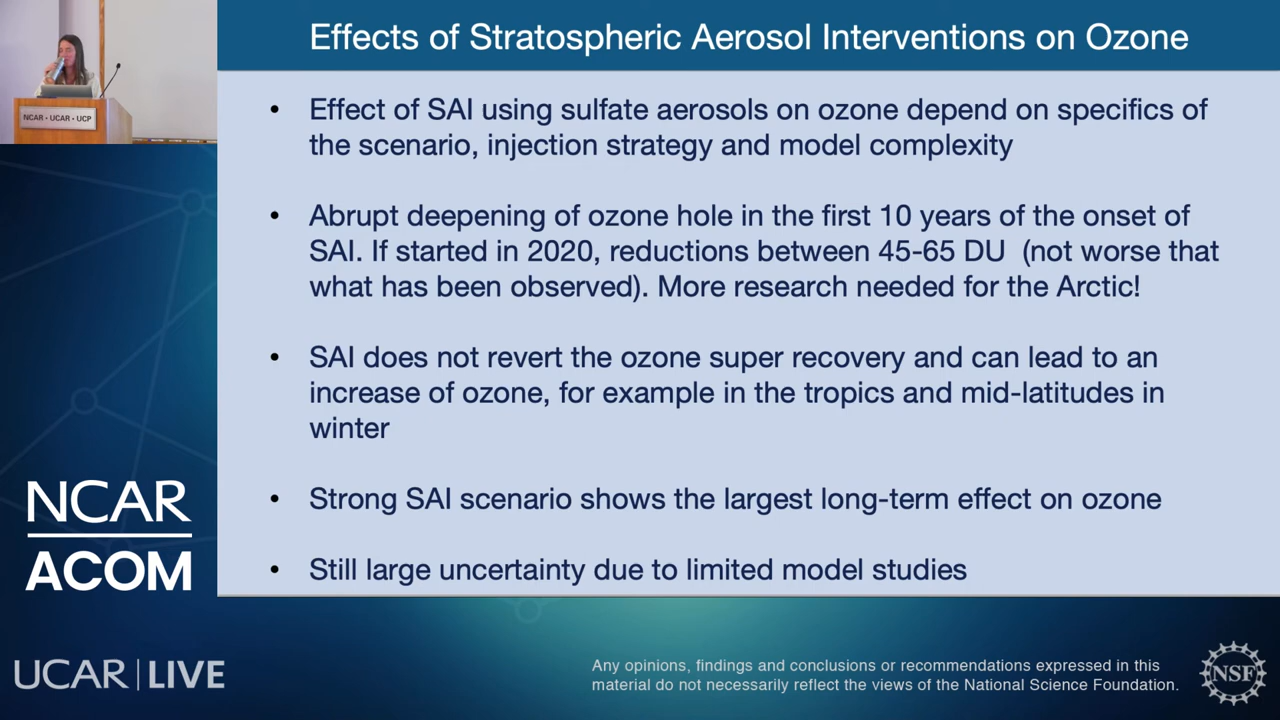 Effects of Stratospheric Aerosol Interventions on Ozone
NCAR • UCAR • UCP
• Effect of SAI using sulfate aerosols on ozone depend on specifics of
the scenario, injection strategy and model complexity
• Abrupt deepening of ozone hole in the first 10 years of the onset of
SAI. If started in 2020, reductions between 45-65 DU (not worse that
what has been observed). More research needed for the Arctic!
• SAI does not revert the ozone super recovery and can lead to an
increase of ozone, for example in the tropics and mid-latitudes in
winter
• Strong SAI scenario shows the largest long-term effect on ozone
• Still large uncertainty due to limited model studies
NCAR
ACOM
UCAR | LIVE
Any opinions, findings and conclusions or recommendations expressed in this
material do not necessarily reflect the views of the National Science Foundation.
NSF